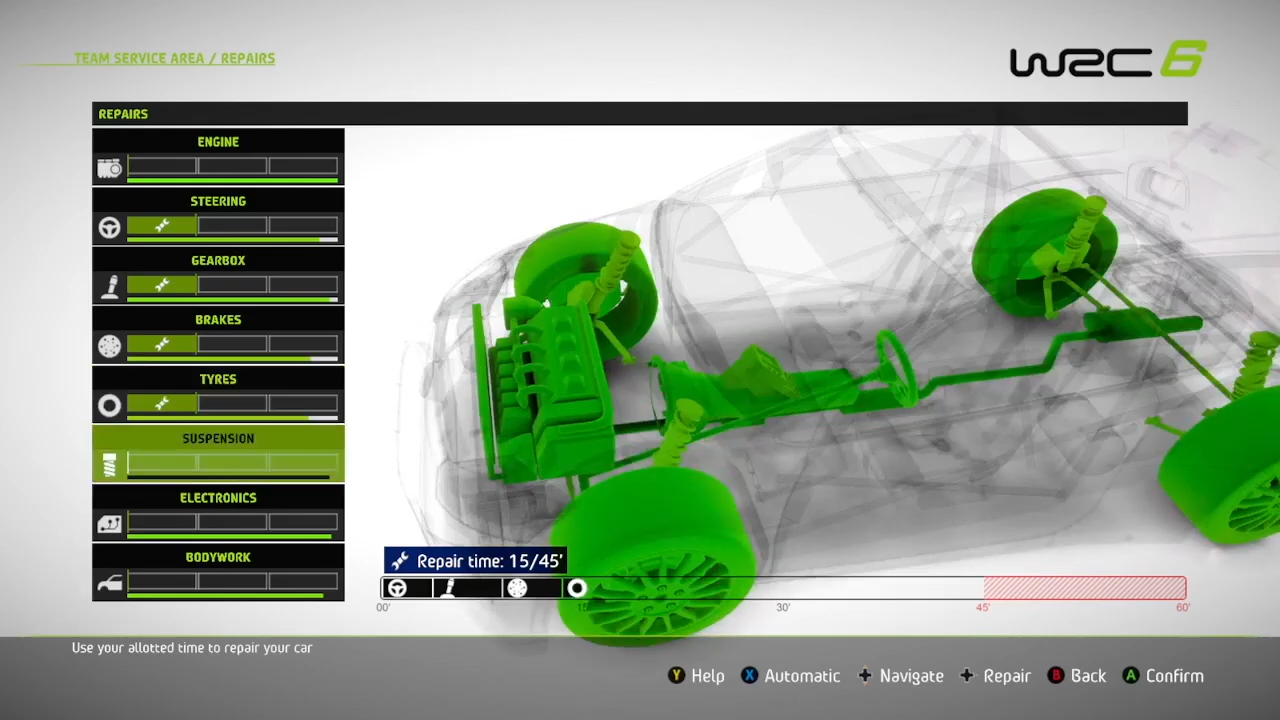 TEAM SERVICE AREA / REPAIRS
WRC 6
REPAIRS
ENGINE
STEERING
GEARBOX
BRAKES
TYRES
SUSPENSION
ELECTRONICS
BODYWORK
Repair time: 15/45'
00' 15 30' 45' 60'
Use your allotted time to repair your car
Y Help X Automatic Navigate Repair B Back A Confirm